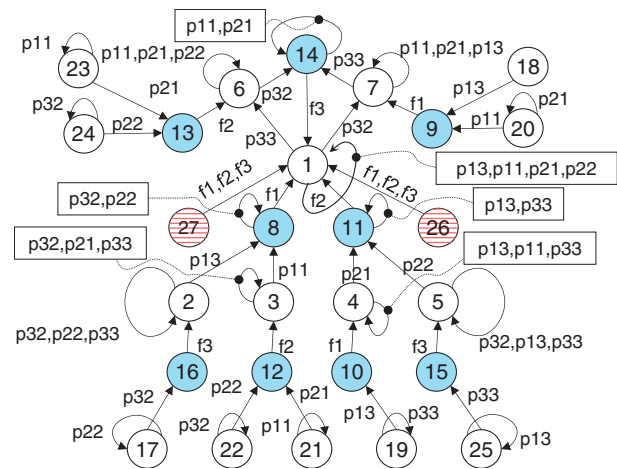 p11,p21
p11
p11,p21,p22
p11,p21,p13
23
14
18
p33
6
7
p21
p32
p13
p21
p32
24
p22
13
f2
f3
f1
9
p11
20
p33
p32
1
p13,p11,p21,p22
f1,f2,f3
f1,f2,f3
p32,p22
f1
f2
p13,p33
27
8
11
26
p32,p21,p33
p13,p11,p33
p13
p11
p21
p22
2
3
4
5
p32,p22,p33
p32,p13,p33
f3
f2
f1
f3
16
12
10
15
p32
p22
p21
p33
p22
p32
p11
p13
p33
p13
17
22
21
19
25